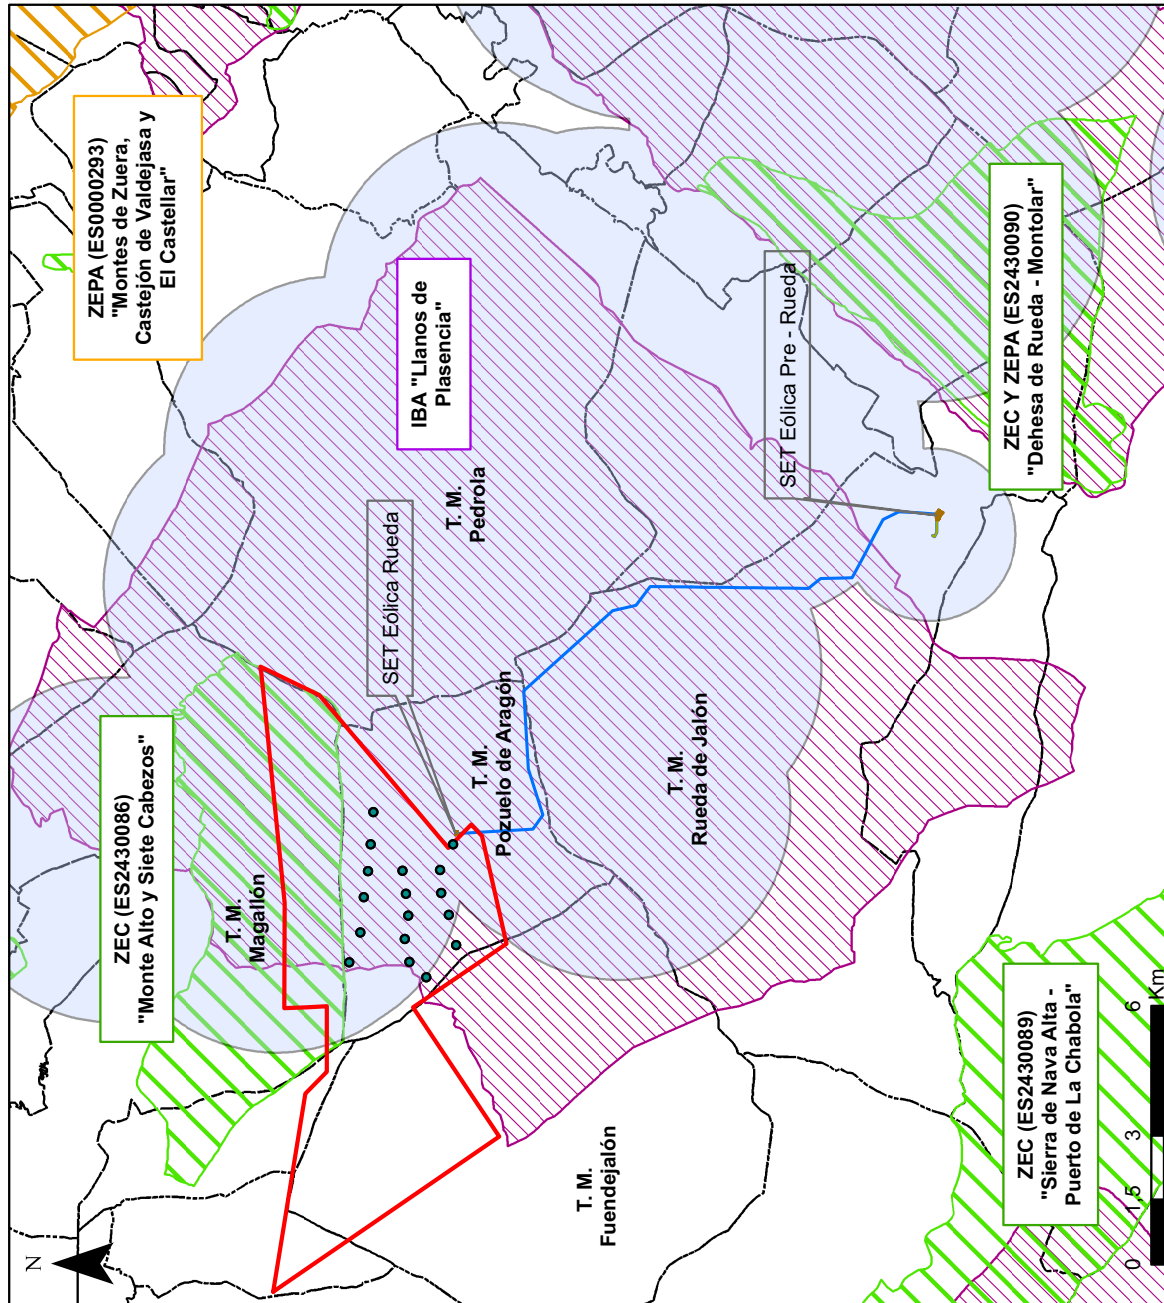 N
ZEC (ES2430086)
"Monte Alto y Siete Cabezos"
ZEPA (ES0000293)
"Montes de Zuera,
Castejón de Valdejasa y
El Castellar"
T. M.
Magallón
IBA "Llanos de
Plasencia"
SET Eólica Rueda
T. M.
Pedrola
T. M.
Pozuelo de Aragón
T. M.
Fuendejalón
T. M.
Rueda de Jalón
SET Eólica Pre - Rueda
ZEC (ES2430089)
"Sierra de Nava Alta -
Puerto de La Chabola"
ZEC Y ZEPA (ES2430090)
"Dehesa de Rueda - Montolar"
0 1,5 3 6
Km